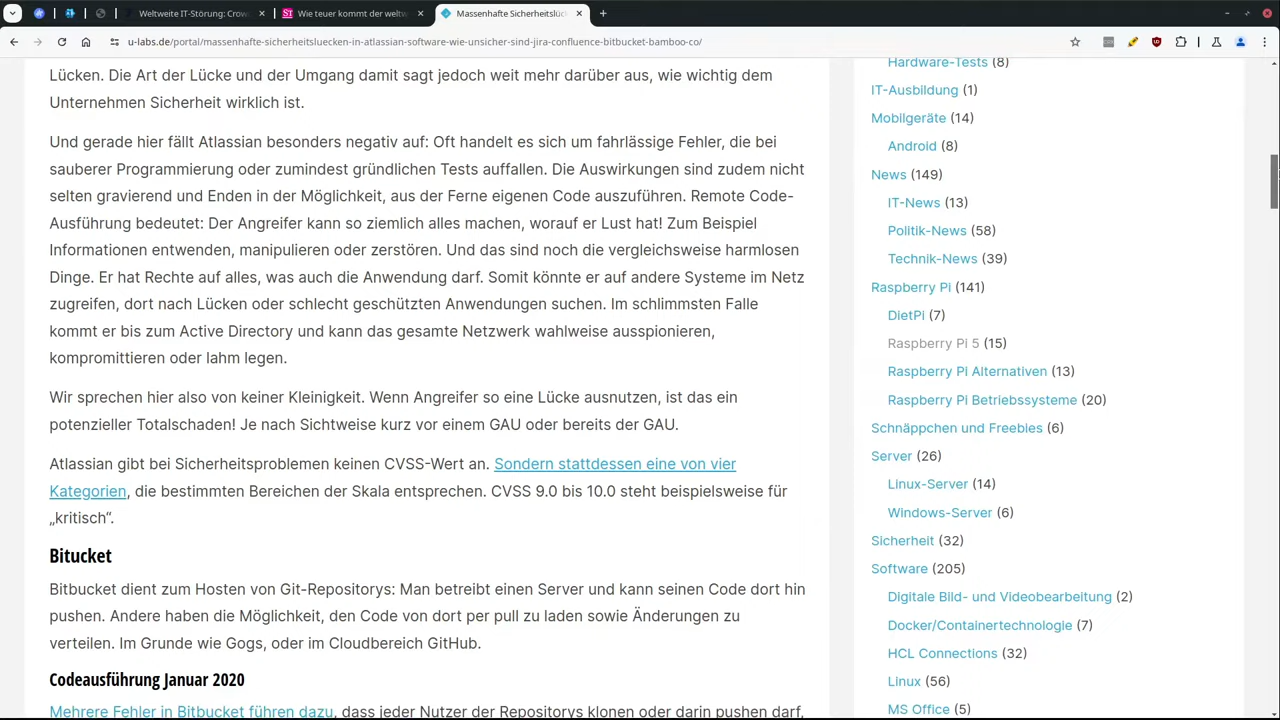 Weltweite IT-Störung: Crow
Wie teuer kommt der weltw
Massenhafte Sicherheitslüc
u-labs.de/portal/massenhafte-sicherheitsluecken-in-atlassian-software-wie-unsicher-sind-jira-confluence-bitbucket-bamboo-co/
Lücken. Die Art der Lücke und der Umgang damit sagt jedoch weit mehr darüber aus, wie wichtig dem
Unternehmen Sicherheit wirklich ist.
Und gerade hier fällt Atlassian besonders negativ auf: Oft handelt es sich um fahrlässige Fehler, die bei
sauberer Programmierung oder zumindest gründlichen Tests auffallen. Die Auswirkungen sind zudem nicht
selten gravierend und Enden in der Möglichkeit, aus der Ferne eigenen Code auszuführen. Remote Code-
Ausführung bedeutet: Der Angreifer kann so ziemlich alles machen, worauf er Lust hat! Zum Beispiel
Informationen entwenden, manipulieren oder zerstören. Und das sind noch die vergleichsweise harmlosen
Dinge. Er hat Rechte auf alles, was auch die Anwendung darf. Somit könnte er auf andere Systeme im Netz
zugreifen, dort nach Lücken oder schlecht geschützten Anwendungen suchen. Im schlimmsten Falle
kommt er bis zum Active Directory und kann das gesamte Netzwerk wahlweise ausspionieren,
kompromittieren oder lahm legen.
Wir sprechen hier also von keiner Kleinigkeit. Wenn Angreifer so eine Lücke ausnutzen, ist das ein
potenzieller Totalschaden! Je nach Sichtweise kurz vor einem GAU oder bereits der GAU.
Atlassian gibt bei Sicherheitsproblemen keinen CVSS-Wert an. Sondern stattdessen eine von vier
Kategorien, die bestimmten Bereichen der Skala entsprechen. CVSS 9.0 bis 10.0 steht beispielsweise für
„kritisch“.
Bitucket
Bitbucket dient zum Hosten von Git-Repositorys: Man betreibt einen Server und kann seinen Code dort hin
pushen. Andere haben die Möglichkeit, den Code von dort per pull zu laden sowie Änderungen zu
verteilen. Im Grunde wie Gogs, oder im Cloudbereich GitHub.
Codeausführung Januar 2020
Mehrere Fehler in Bitbucket führen dazu, dass jeder Nutzer der Repositorys klonen oder darin pushen darf,
Hardware-Tests (8)
IT-Ausbildung (1)
Mobilgeräte (14)
Android (8)
News (149)
IT-News (13)
Politik-News (58)
Technik-News (39)
Raspberry Pi (141)
DietPi (7)
Raspberry Pi 5 (15)
Raspberry Pi Alternativen (13)
Raspberry Pi Betriebssysteme (20)
Schnäppchen und Freebies (6)
Server (26)
Linux-Server (14)
Windows-Server (6)
Sicherheit (32)
Software (205)
Digitale Bild- und Videobearbeitung (2)
Docker/Containertechnologie (7)
HCL Connections (32)
Linux (56)
MS Office (5)